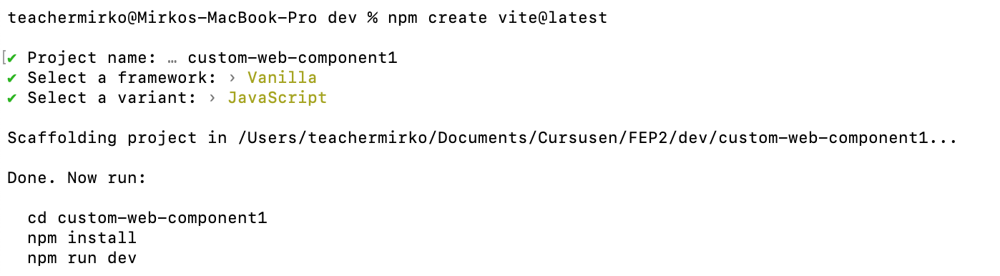 teachermirko@Mirkos-MacBook-Pro dev % npm create vite@latest
[✔ Project name: … custom-web-component1
✔ Select a framework: › Vanilla
✔ Select a variant: › JavaScript
Scaffolding project in /Users/teachermirko/Documents/Cursusen/FEP2/dev/custom-web-component1...
Done. Now run:
cd custom-web-component1
npm install
npm run dev